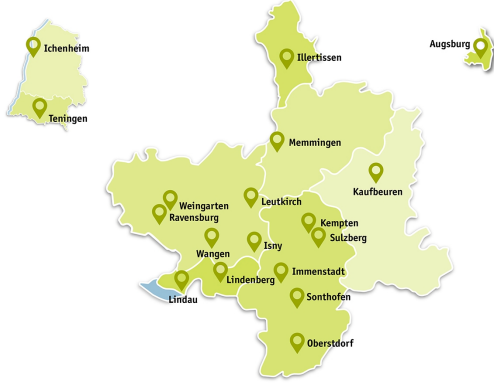 Ichenheim
Teningen
Augsburg
Illertissen
Memmingen
Kaufbeuren
Leutkirch
Weingarten
Ravensburg
Kempten
Sulzberg
Isny
Wangen
Immenstadt
Lindenberg
Lindau
Sonthofen
Oberstdorf